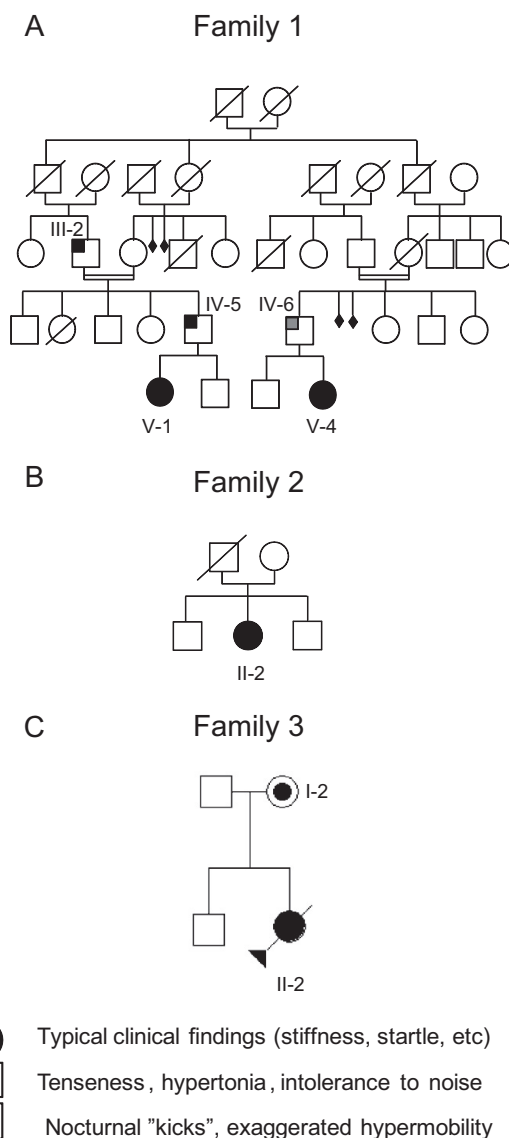 A Family 1
III-2
IV-5 IV-6
V-1 V-4
B Family 2
II-2
C Family 3
I-2
II-2
Typical clinical findings (stiffness, startle, etc)
Tenseness, hypertonia, intolerance to noise
Nocturnal "kicks", exaggerated hypermobility